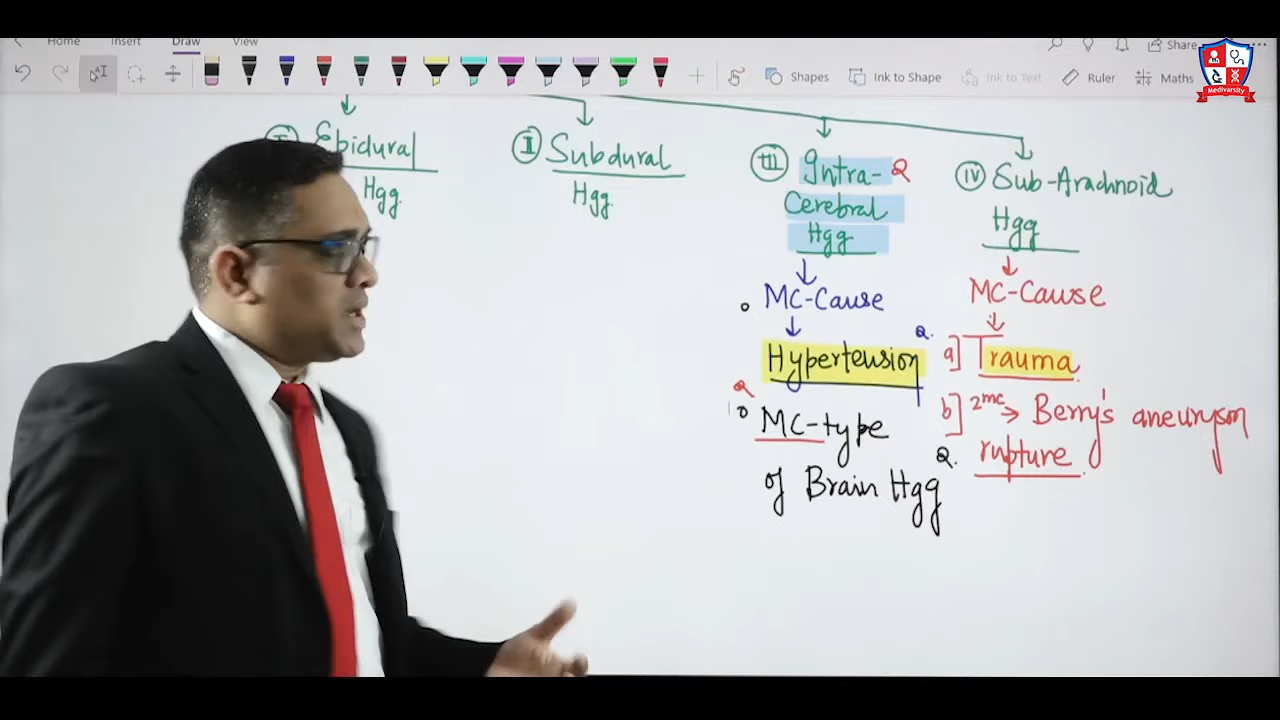 Home Insert Draw View
Share
Shapes Ink to Shape Ink to Text Ruler Maths
Medivarsity
I Epidural
Hgg
II Subdural
Hgg
III Intra- Q
Cerebral
Hgg
MC-Cause
Hypertension
Q
MC-type
of Brain Hgg
IV Sub-Arachnoid
Hgg
MC-Cause
Q. a] Trauma
b] 2mc → Berry's aneurysm
Q. rupture